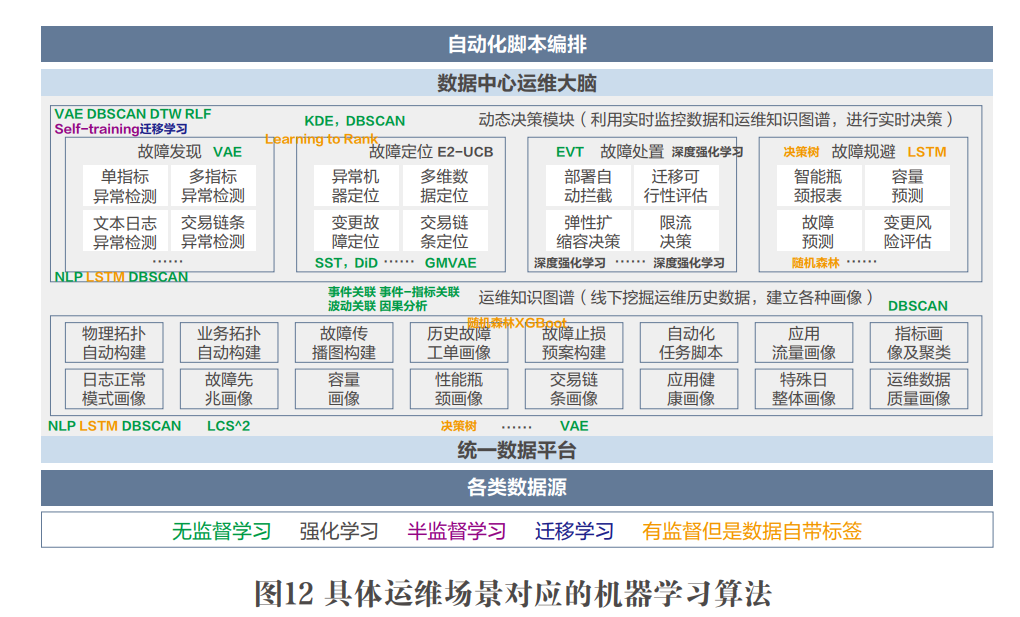 自动化脚本编排
数据中心运维大脑
VAE DBSCAN DTW RLF
Self-training迁移学习
KDE，DBSCAN
动态决策模块（利用实时监控数据和运维知识图谱，进行实时决策）
Learning to Rank
故障发现 VAE
单指标
异常检测
多指标
异常检测
文本日志
异常检测
交易链条
异常检测
······
NLP LSTM DBSCAN
故障定位 E2-UCB
异常机
器定位
多维数
据定位
变更故
障定位
交易链
条定位
SST，DiD ······ GMVAE
EVT 故障处置 深度强化学习
部署自
动拦截
迁移可
行性评估
弹性扩
缩容决策
限流
决策
深度强化学习 ······ 深度强化学习
决策树 故障规避 LSTM
智能瓶
颈报表
容量
预测
故障
预测
变更风
险评估
随机森林 ······
事件关联 事件-指标关联
波动关联 因果分析
运维知识图谱（线下挖掘运维历史数据，建立各种画像）
DBSCAN
随机森林XGBoot
物理拓扑
自动构建
业务拓扑
自动构建
故障传
播图构建
历史故障
工单画像
故障止损
预案构建
自动化
任务脚本
应用
流量画像
指标画
像及聚类
日志正常
模式画像
故障先
兆画像
容量
画像
性能瓶
颈画像
交易链
条画像
应用健
康画像
特殊日
整体画像
运维数据
质量画像
NLP LSTM DBSCAN LCS^2 决策树 ······ VAE
统一数据平台
各类数据源
无监督学习 强化学习 半监督学习 迁移学习 有监督但是数据自带标签
图12 具体运维场景对应的机器学习算法